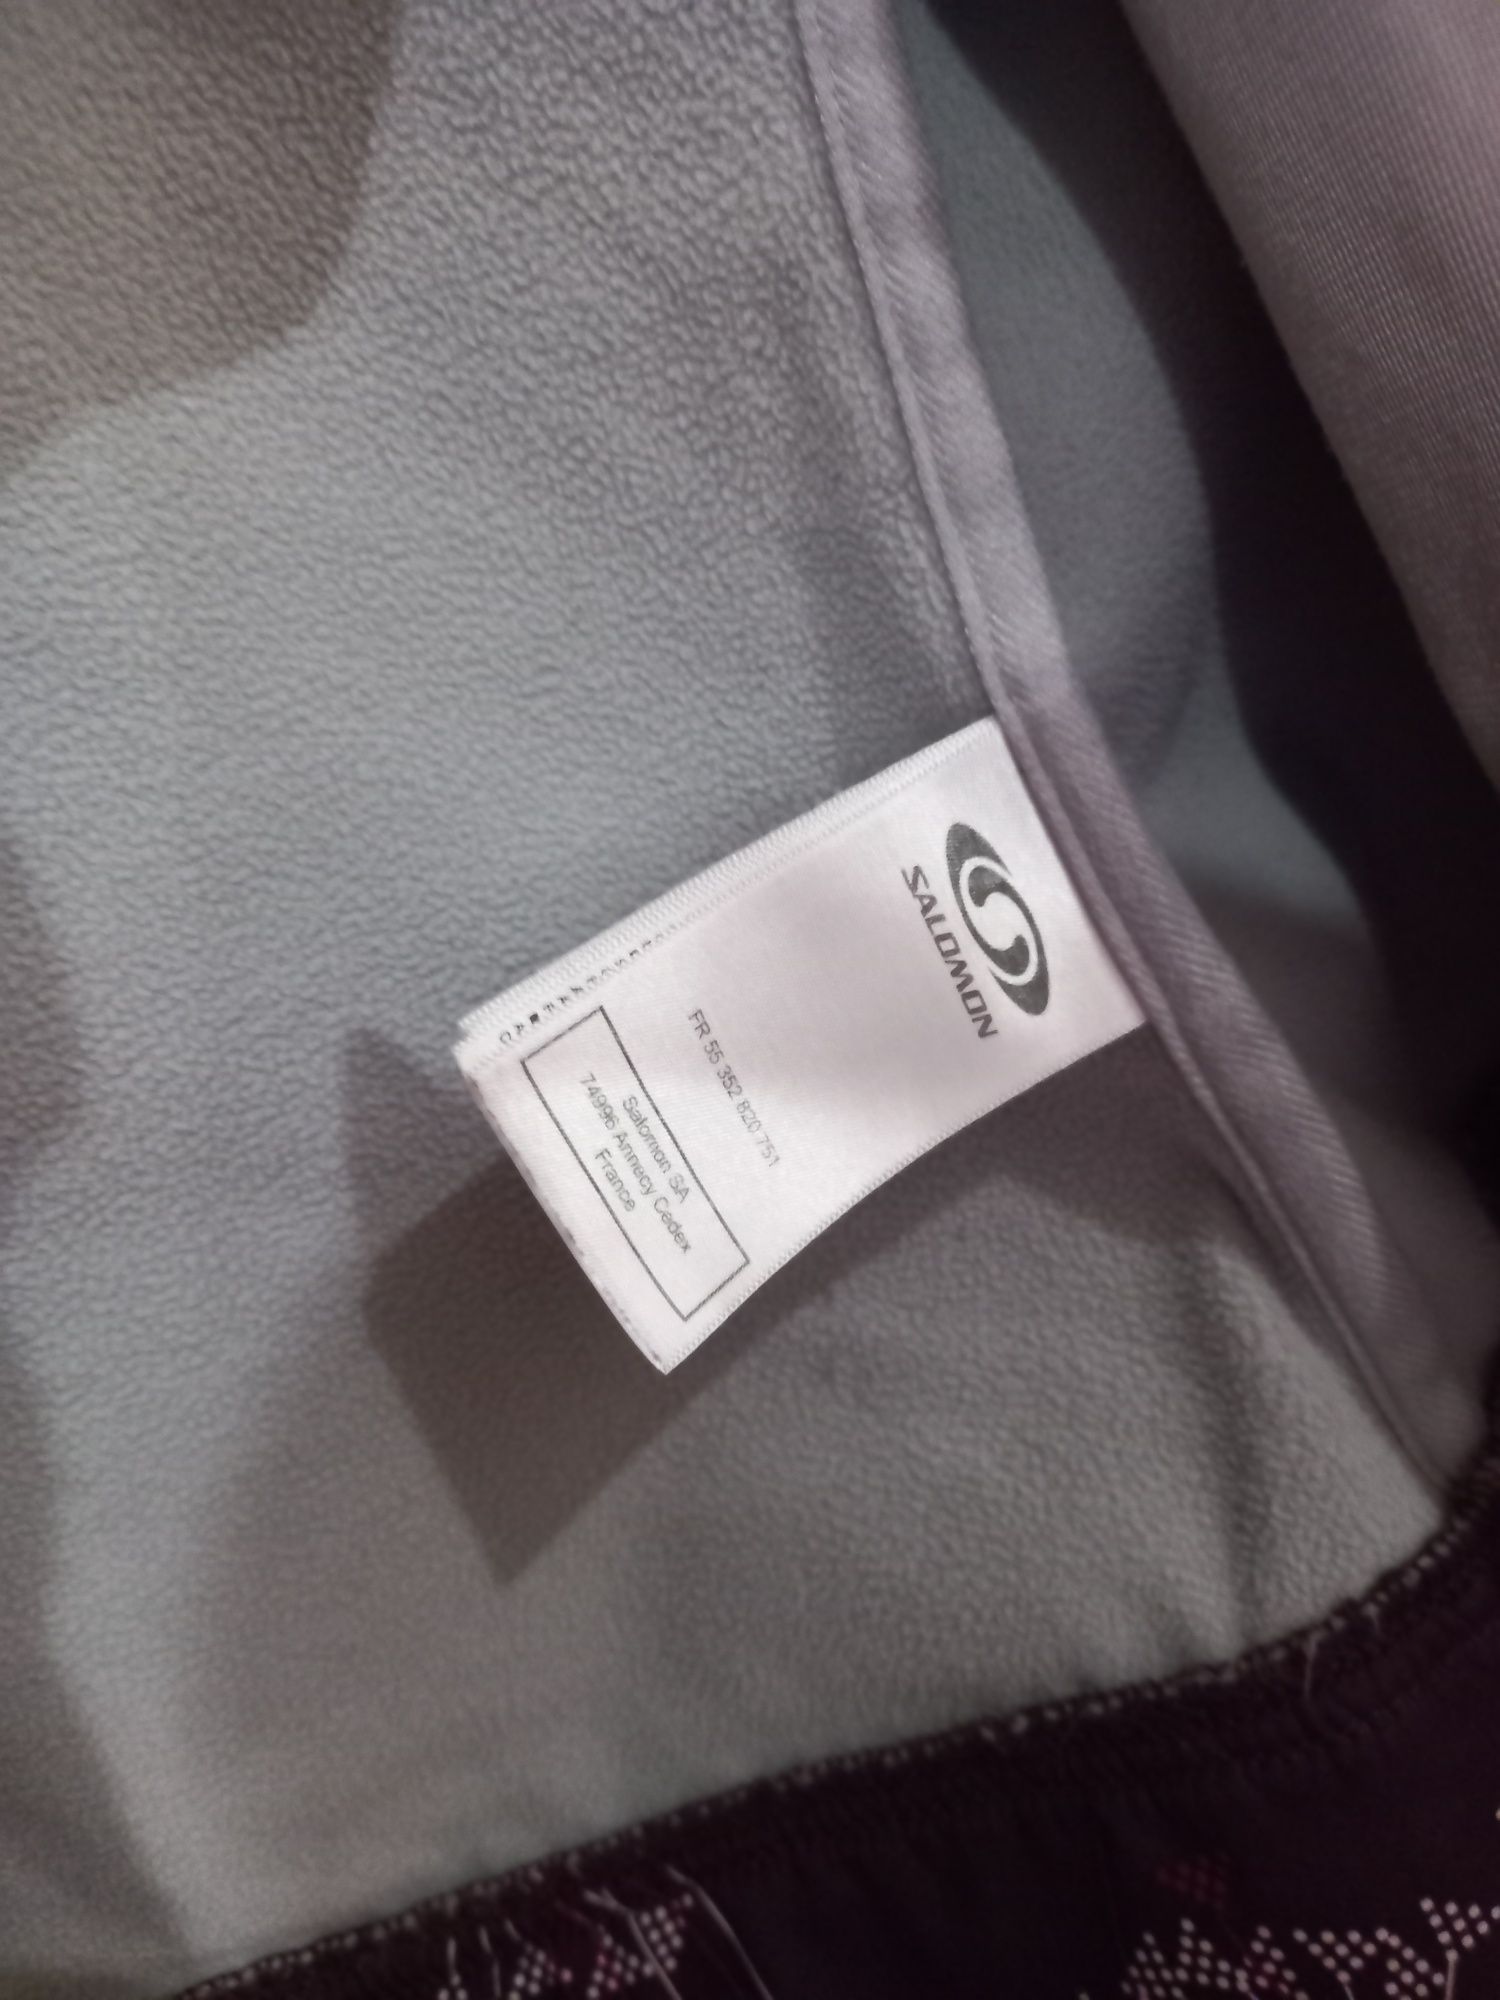 SALOMON
FR 55 352 820 751
Salomon SA
74996 Annecy Cedex
France